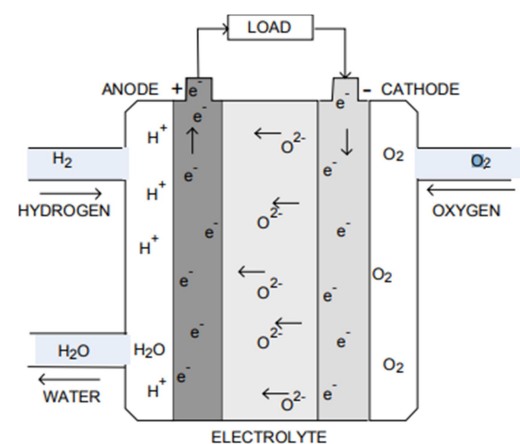 LOAD
ANODE + e⁻ - CATHODE
e⁻ e⁻
H⁺ O²⁻ O₂
H₂ O₂
e⁻ e⁻
H⁺
HYDROGEN O²⁻ OXYGEN
e⁻ e⁻
H⁺
O₂
e⁻ O²⁻ e⁻
e⁻ O²⁻ e⁻
H₂O H₂O
O₂
e⁻
H⁺ O²⁻ e⁻
WATER
ELECTROLYTE